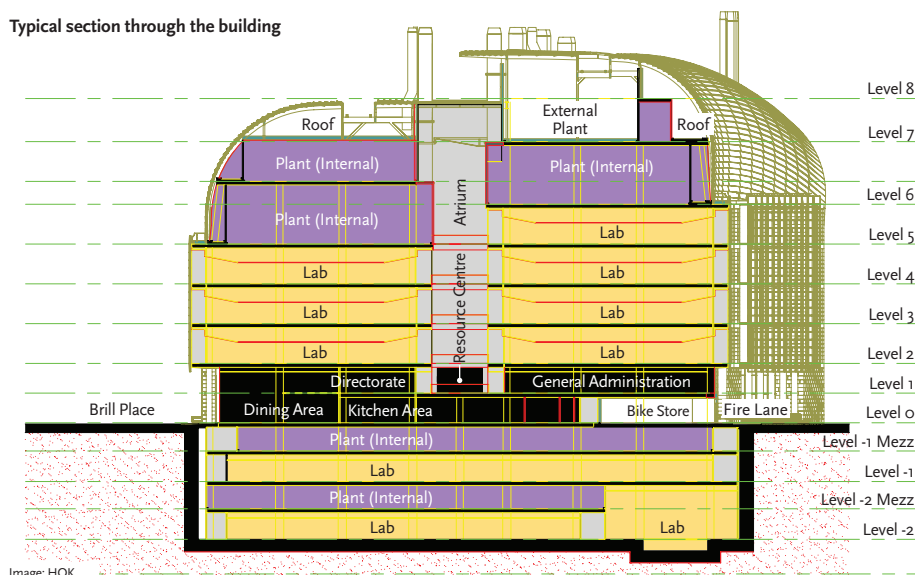 Typical section through the building
Level 8
Roof
External
Plant
Roof
Level 7
Plant (Internal)
Plant (Internal)
Atrium
Level 6
Plant (Internal)
Lab
Level 5
Lab
Lab
Level 4
Lab
Lab
Level 3
Resource Centre
Lab
Lab
Level 2
Directorate
General Administration
Level 1
Brill Place
Dining Area
Kitchen Area
Bike Store
Fire Lane
Level 0
Plant (Internal)
Level -1 Mezz
Lab
Level -1
Plant (Internal)
Level -2 Mezz
Lab
Lab
Level -2
Image: HOK